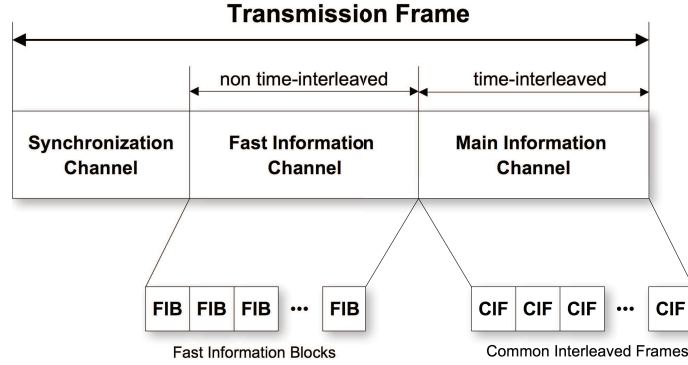 Transmission Frame
non time-interleaved
time-interleaved
Synchronization
Channel
Fast Information
Channel
Main Information
Channel
FIB FIB FIB ••• FIB
CIF CIF CIF ••• CIF
Fast Information Blocks
Common Interleaved Frames